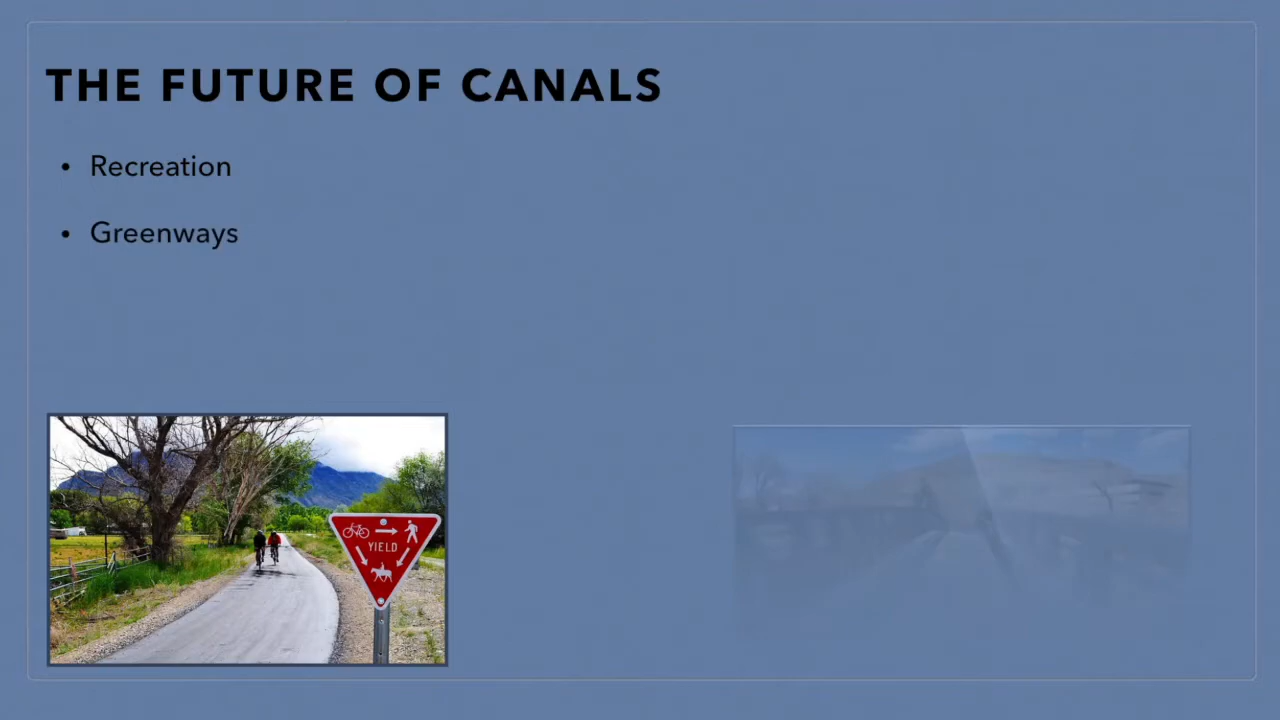 THE FUTURE OF CANALS
• Recreation
• Greenways
YIELD